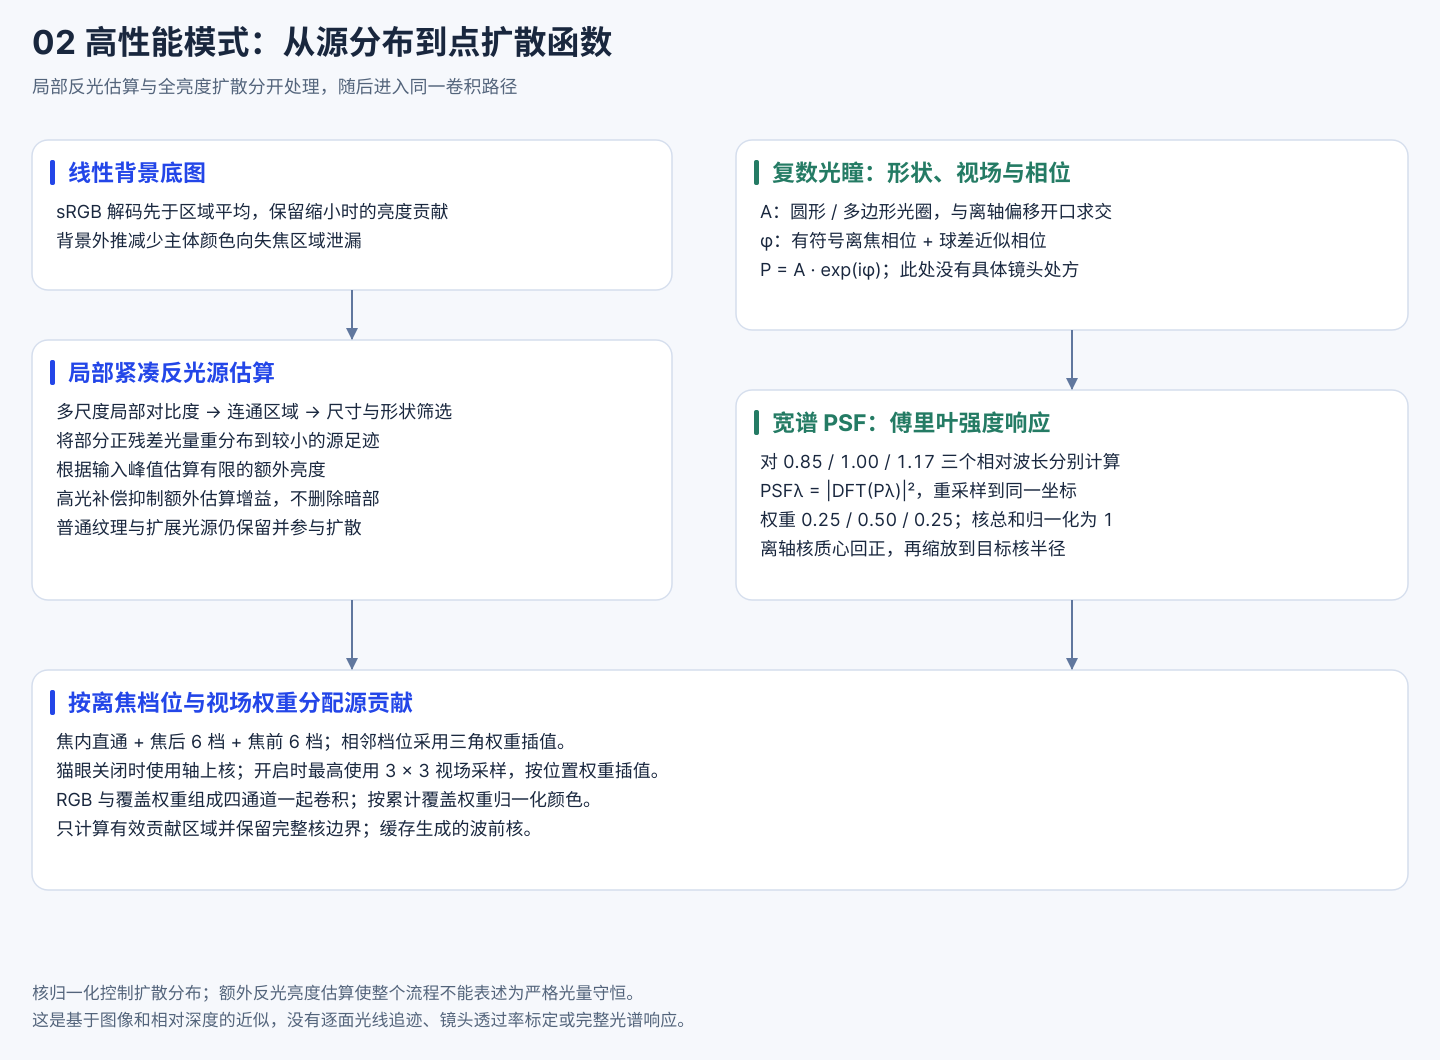 02 高性能模式：从源分布到点扩散函数
局部反光估算与全亮度扩散分开处理，随后进入同一卷积路径
线性背景底图
sRGB 解码先于区域平均，保留缩小时的亮度贡献
背景外推减少主体颜色向失焦区域泄漏
局部紧凑反光源估算
多尺度局部对比度 → 连通区域 → 尺寸与形状筛选
将部分正残差光量重分布到较小的源足迹
根据输入峰值估算有限的额外亮度
高光补偿抑制额外估算增益，不删除暗部
普通纹理与扩展光源仍保留并参与扩散
复数光瞳：形状、视场与相位
A：圆形 / 多边形光圈，与离轴偏移开口求交
φ：有符号离焦相位 + 球差近似相位
P = A · exp(iφ)；此处没有具体镜头处方
宽谱 PSF：傅里叶强度响应
对 0.85 / 1.00 / 1.17 三个相对波长分别计算
PSFλ = |DFT(Pλ)|²，重采样到同一坐标
权重 0.25 / 0.50 / 0.25；核总和归一化为 1
离轴核质心回正，再缩放到目标核半径
按离焦档位与视场权重分配源贡献
焦内直通 + 焦后 6 档 + 焦前 6 档；相邻档位采用三角权重插值。
猫眼关闭时使用轴上核；开启时最高使用 3 × 3 视场采样，按位置权重插值。
RGB 与覆盖权重组成四通道一起卷积；按累计覆盖权重归一化颜色。
只计算有效贡献区域并保留完整核边界；缓存生成的波前核。
核归一化控制扩散分布；额外反光亮度估算使整个流程不能表述为严格光量守恒。
这是基于图像和相对深度的近似，没有逐面光线追迹、镜头透过率标定或完整光谱响应。